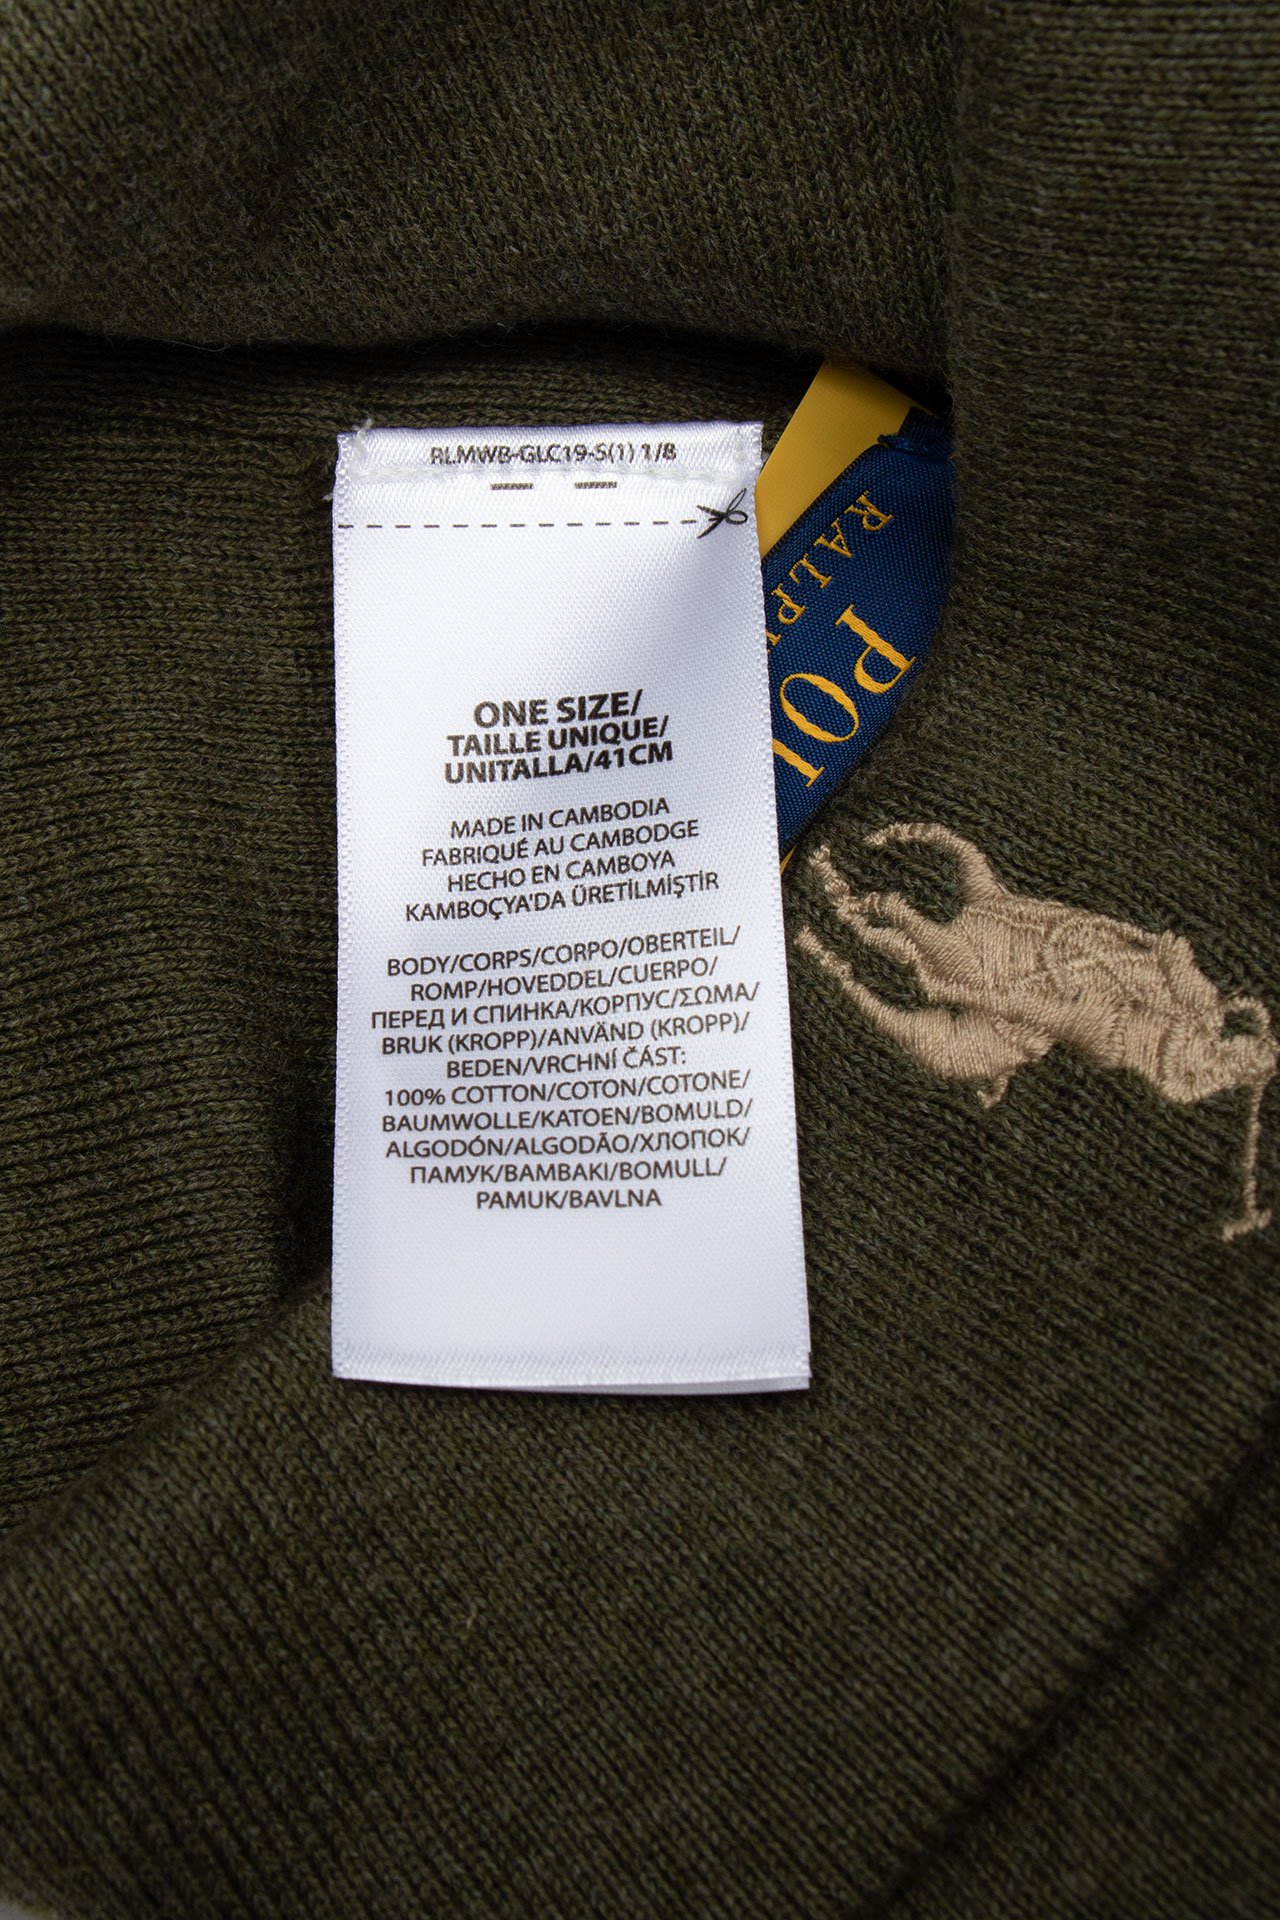 RLMWB-GLC19-S(1) 1/8
ONE SIZE/
TAILLE UNIQUE/
UNITALLA/41CM
MADE IN CAMBODIA
FABRIQUÉ AU CAMBODGE
HECHO EN CAMBOYA
KAMBOÇYA'DA ÜRETİLMİŞTİR
BODY/CORPS/CORPO/OBERTEIL/
ROMP/HOVEDDEL/CUERPO/
ПЕРЕД И СПИНКА/КОРПУС/ΣΩΜΑ/
BRUK (KROPP)/ANVÄND (KROPP)/
BEDEN/VRCHNÍ ČÁST:
100% COTTON/COTON/COTONE/
BAUMWOLLE/KATOEN/BOMULD/
ALGODÓN/ALGODÃO/ХЛОПОК/
ПАМУК/ΒΑΜΒΑΚΙ/BOMULL/
PAMUK/BAVLNA